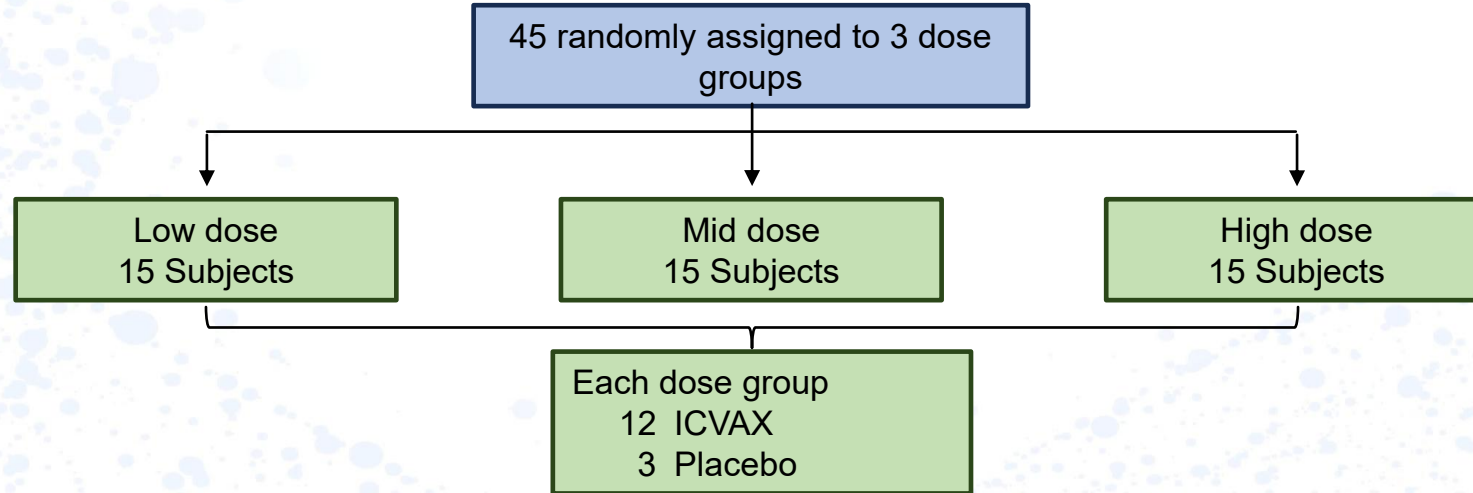 45 randomly assigned to 3 dose
groups
Low dose
15 Subjects
Mid dose
15 Subjects
High dose
15 Subjects
Each dose group
12 ICVAX
3 Placebo